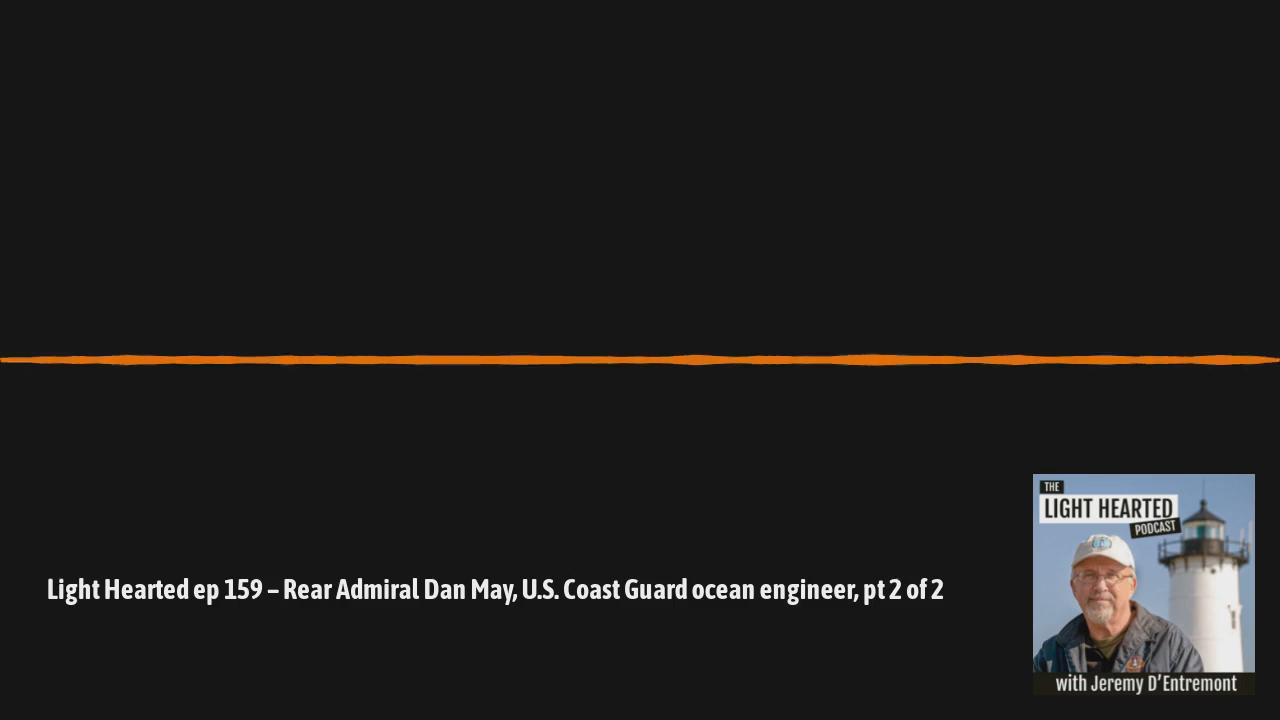 Light Hearted ep 159 – Rear Admiral Dan May, U.S. Coast Guard ocean engineer, pt 2 of 2
THE
LIGHT HEARTED
PODCAST
with Jeremy D'Entremont